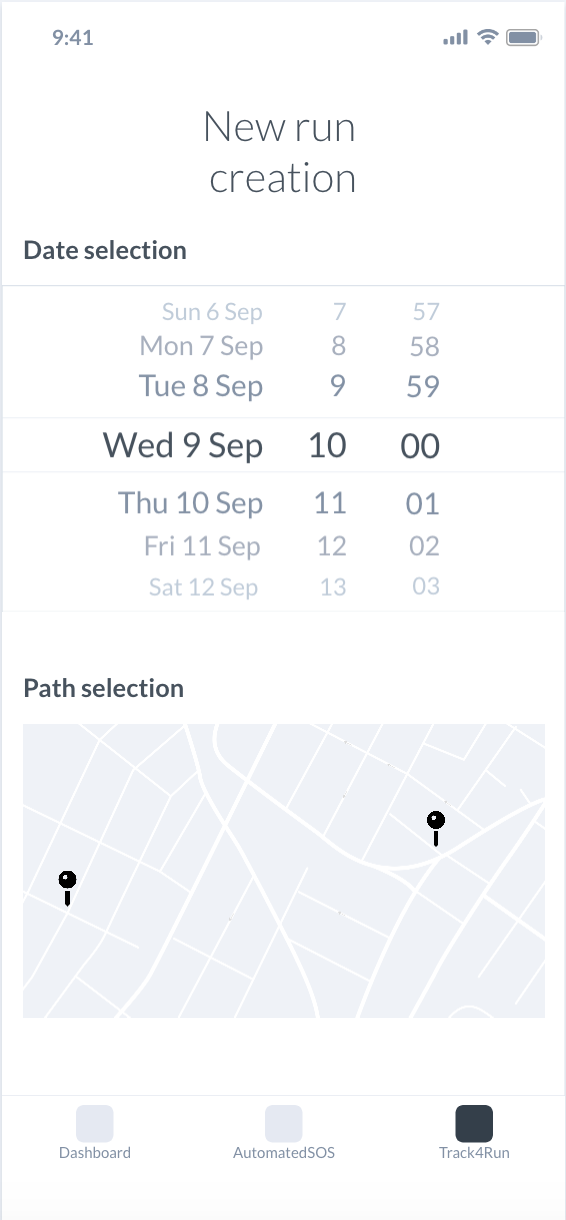 9:41
New run
creation
Date selection
Sun 6 Sep 7 57
Mon 7 Sep 8 58
Tue 8 Sep 9 59
Wed 9 Sep 10 00
Thu 10 Sep 11 01
Fri 11 Sep 12 02
Sat 12 Sep 13 03
Path selection
Dashboard AutomatedSOS Track4Run